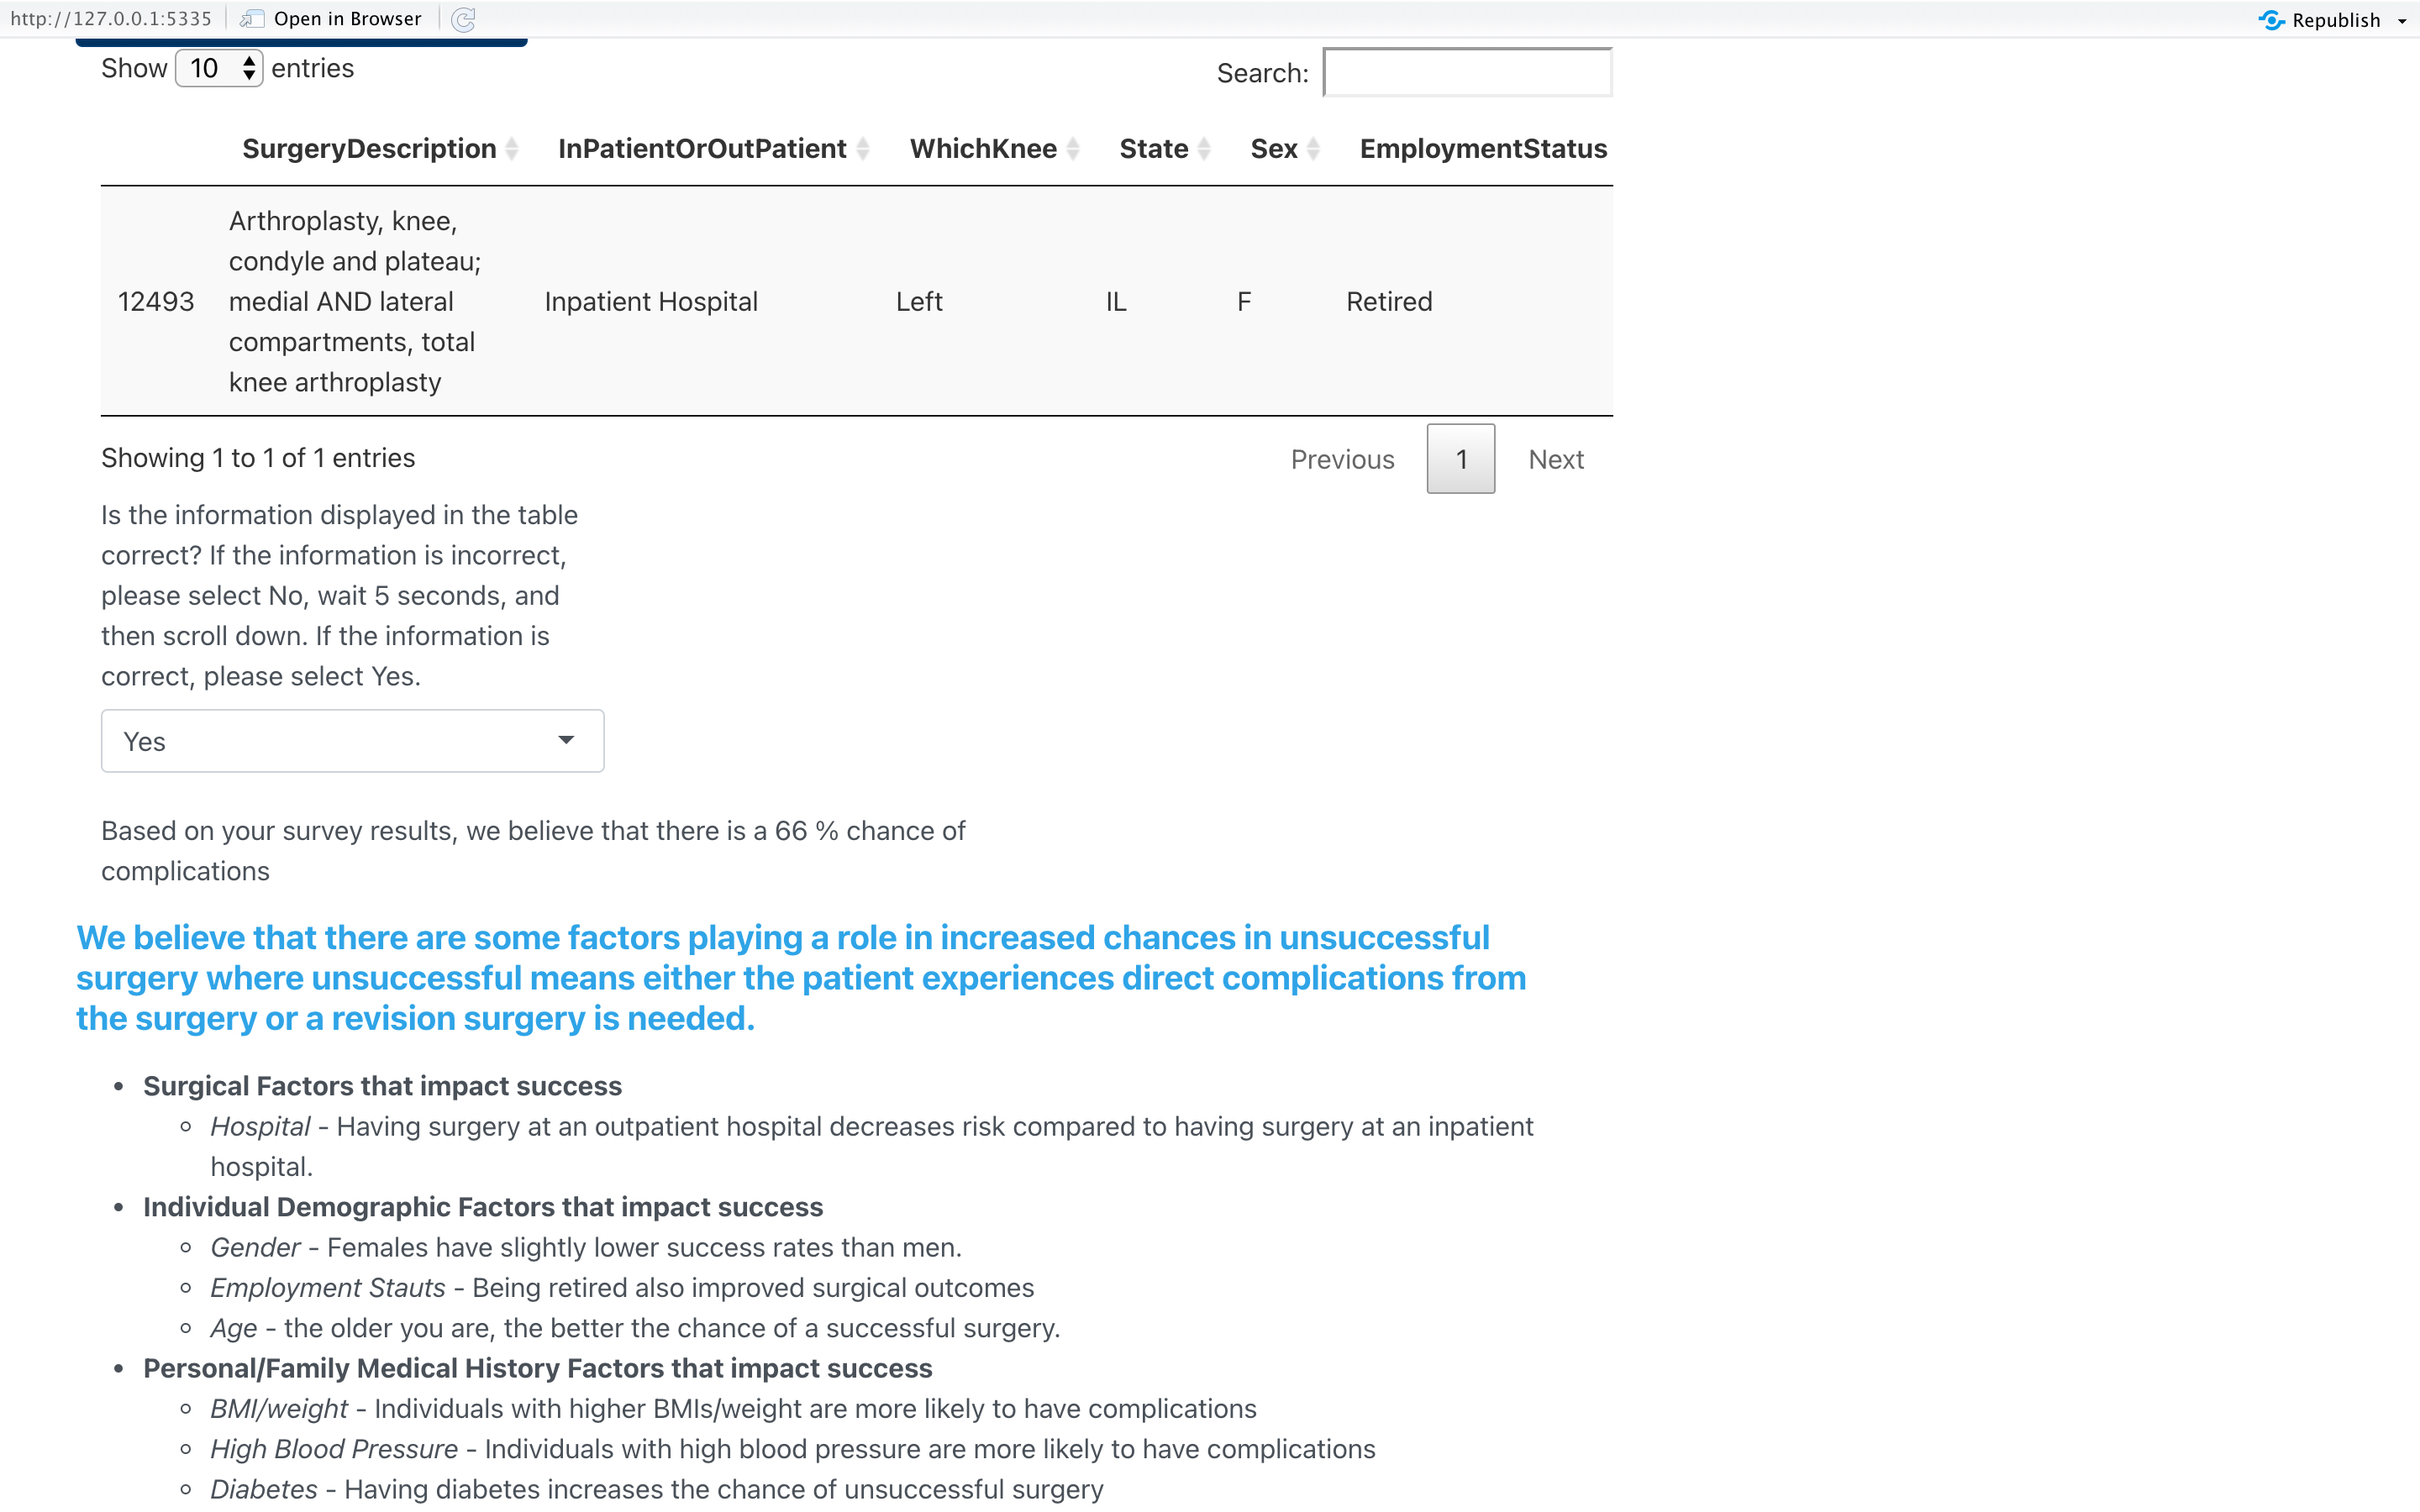 http://127.0.0.1:5335 Open in Browser Republish
Show 10 entries Search:
SurgeryDescription InPatientOrOutPatient WhichKnee State Sex EmploymentStatus
Arthroplasty, knee,
condyle and plateau;
12493 medial AND lateral Inpatient Hospital Left IL F Retired
compartments, total
knee arthroplasty
Showing 1 to 1 of 1 entries Previous 1 Next
Is the information displayed in the table
correct? If the information is incorrect,
please select No, wait 5 seconds, and
then scroll down. If the information is
correct, please select Yes.
Yes
Based on your survey results, we believe that there is a 66 % chance of
complications
We believe that there are some factors playing a role in increased chances in unsuccessful
surgery where unsuccessful means either the patient experiences direct complications from
the surgery or a revision surgery is needed.
• Surgical Factors that impact success
◦ Hospital - Having surgery at an outpatient hospital decreases risk compared to having surgery at an inpatient
hospital.
• Individual Demographic Factors that impact success
◦ Gender - Females have slightly lower success rates than men.
◦ Employment Stauts - Being retired also improved surgical outcomes
◦ Age - the older you are, the better the chance of a successful surgery.
• Personal/Family Medical History Factors that impact success
◦ BMI/weight - Individuals with higher BMIs/weight are more likely to have complications
◦ High Blood Pressure - Individuals with high blood pressure are more likely to have complications
◦ Diabetes - Having diabetes increases the chance of unsuccessful surgery